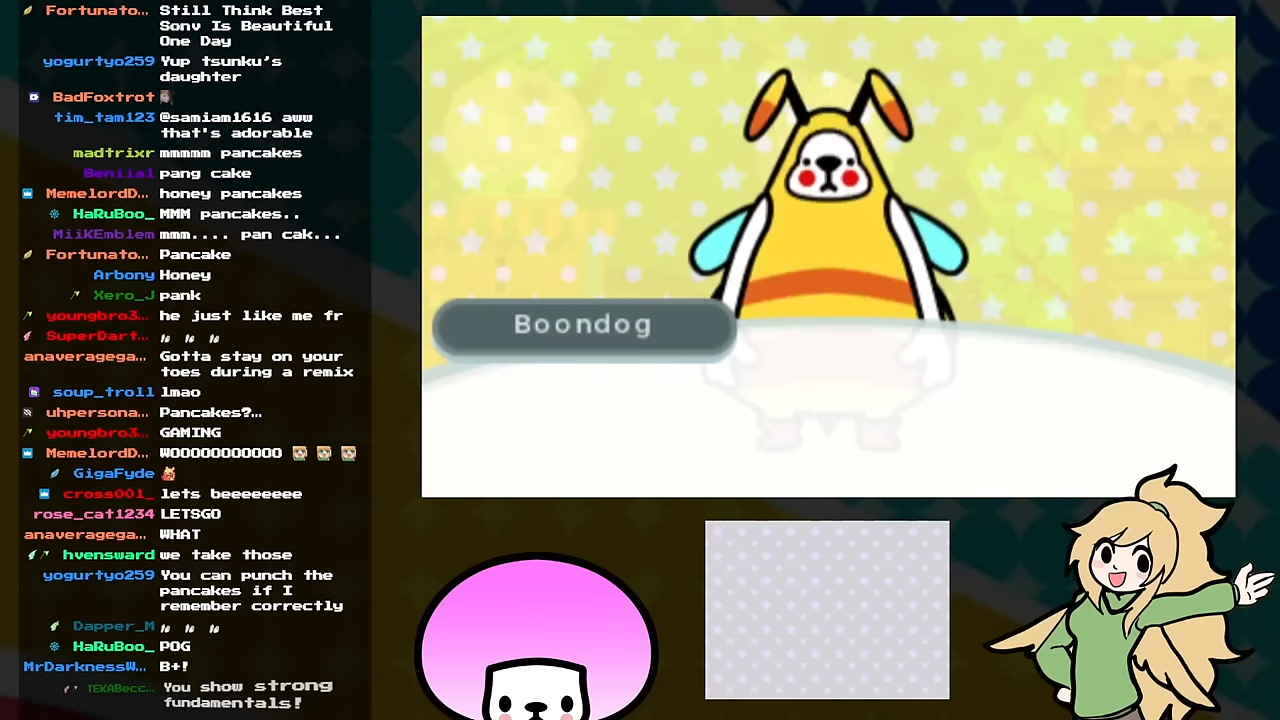 Fortunato... Still Think Best
Sonv Is Beautiful
One Day
yogurtyo259 Yup tsunku's
daughter
BadFoxtrot
tim_tam123 @samiam1616 aww
that's adorable
madtrixr mmmmm pancakes
Beniial pang cake
MemelordD... honey pancakes
HaRuBoo_ MMM pancakes..
MiiKEmblem mmm.... pan cak...
Fortunato... Pancake
Arbony Honey
Xero_J pank
youngbro3... he just like me fr
SuperDart...
anaveragega... Gotta stay on your
toes during a remix
soup_troll lmao
uhpersona... Pancakes?...
youngbro3... GAMING
MemelordD... WOOOOOOOOOOO
GigaFyde
cross001_ lets beeeeeee
rose_cat1234 LETSGO
anaveragega... WHAT
hvensward we take those
yogurtyo259 You can punch the
pancakes if I
remember correctly
Dapper_M
HaRuBoo_ POG
MrDarknessW... B+!
TEKABecc... You show strong
fundamentals!
Boondog